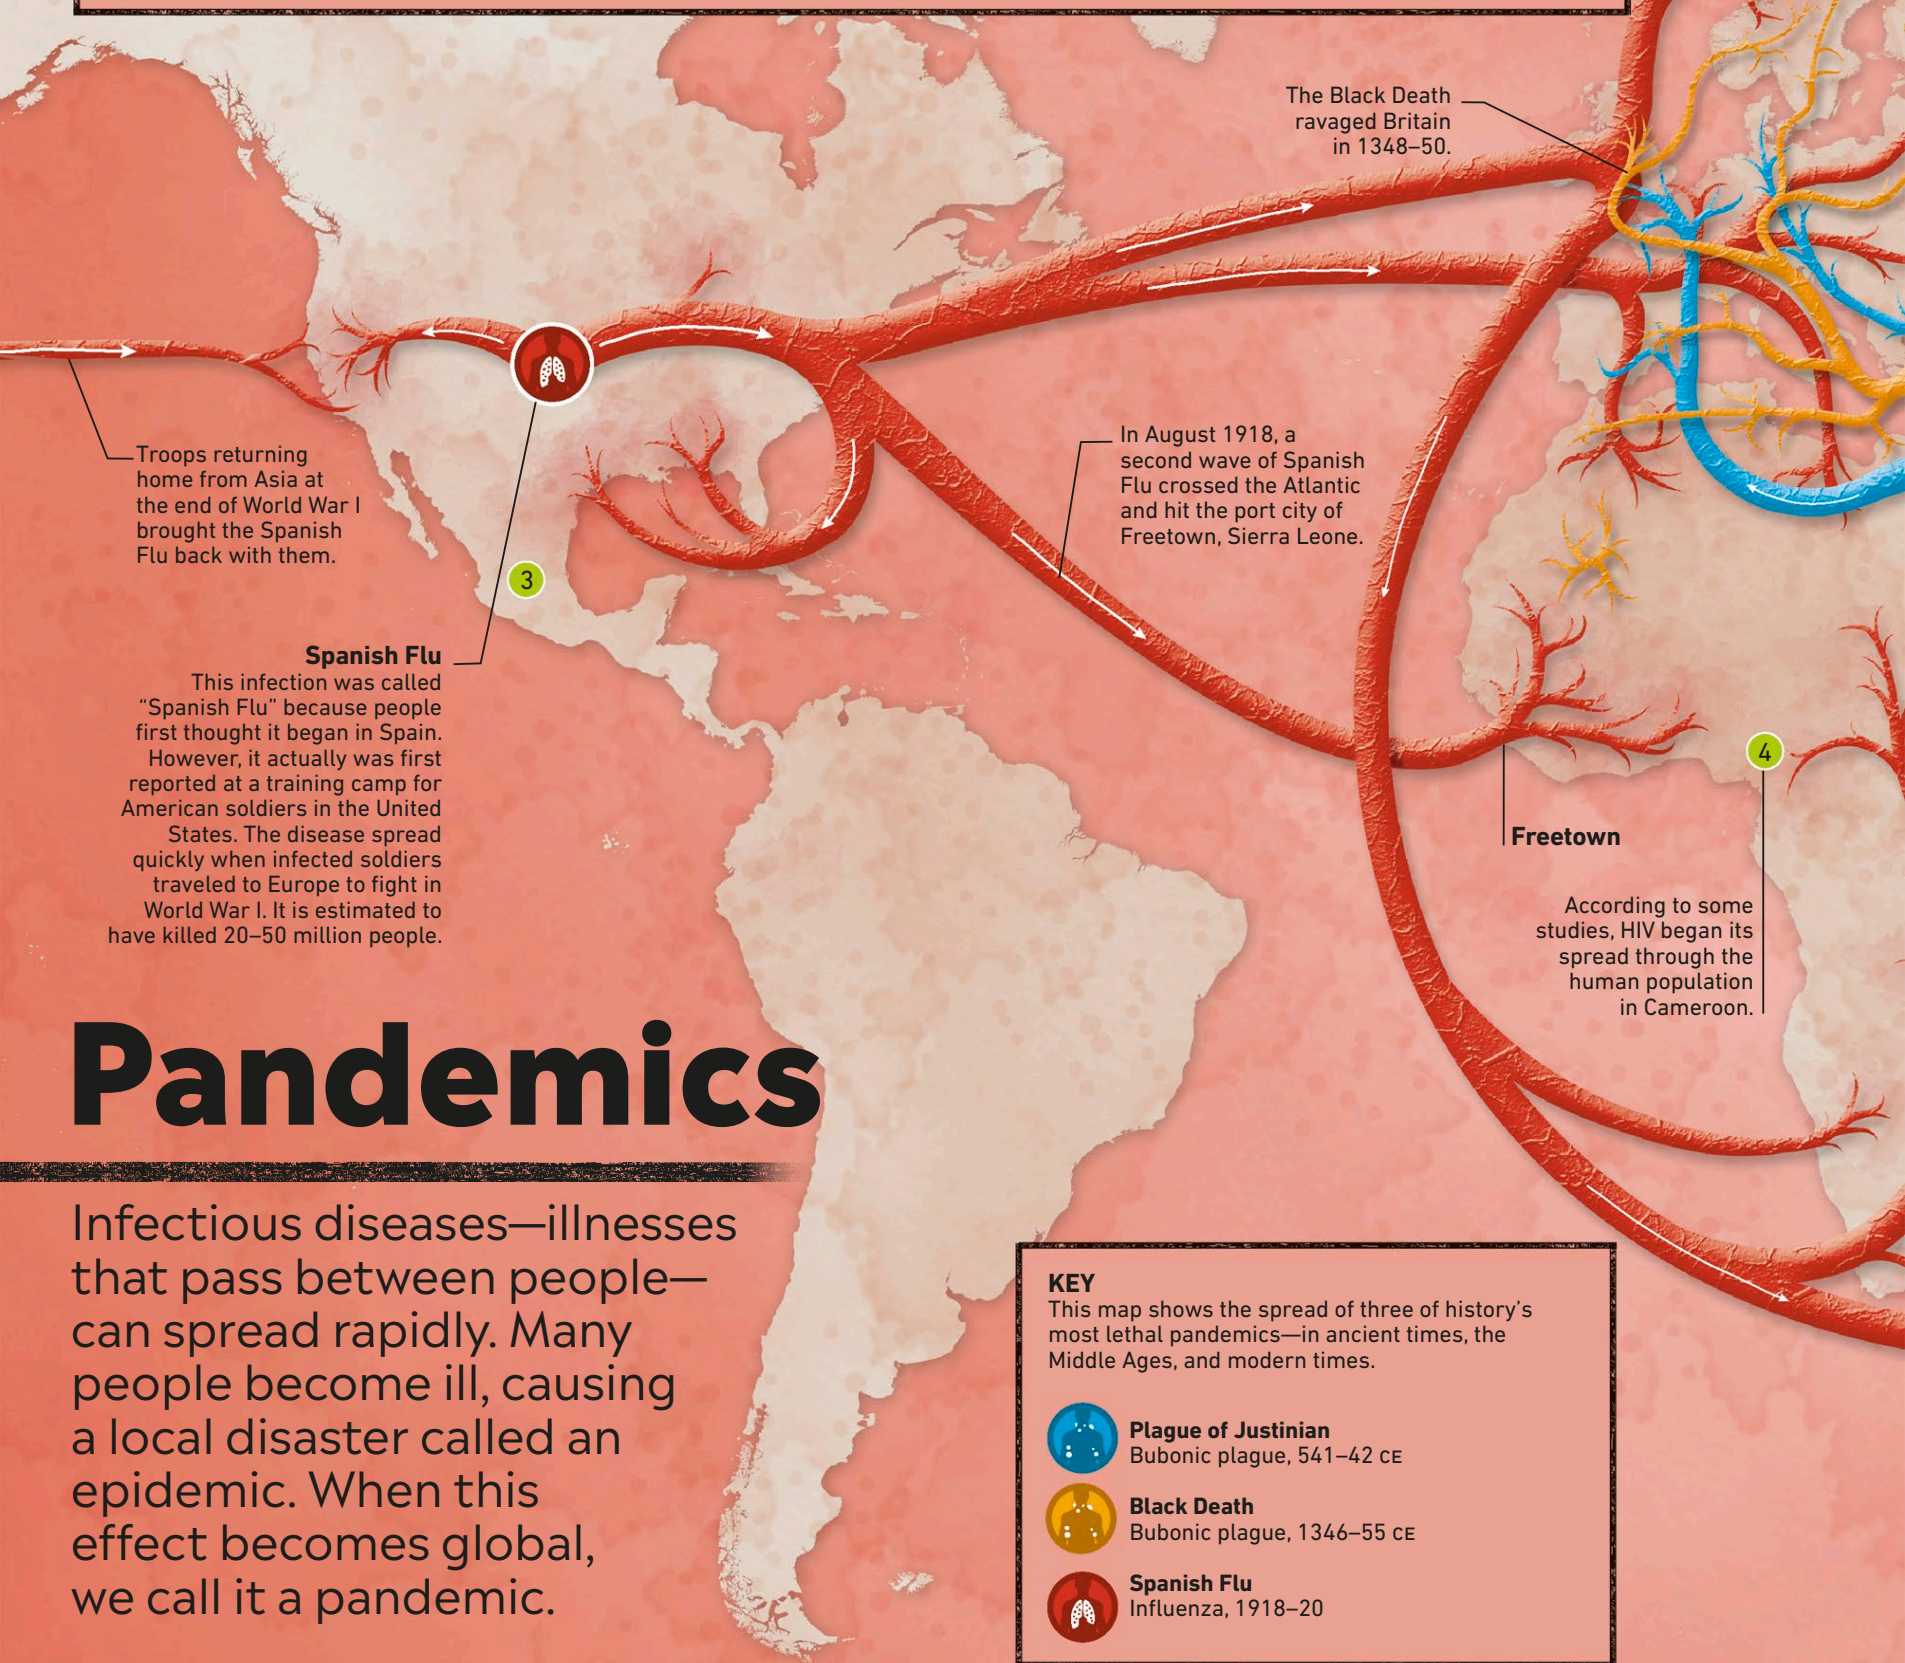 The Black Death
ravaged Britain
in 1348–50.
Troops returning
home from Asia at
the end of World War I
brought the Spanish
Flu back with them.
In August 1918, a
second wave of Spanish
Flu crossed the Atlantic
and hit the port city of
Freetown, Sierra Leone.
3
Spanish Flu
This infection was called
“Spanish Flu” because people
first thought it began in Spain.
However, it actually was first
reported at a training camp for
American soldiers in the United
States. The disease spread
quickly when infected soldiers
traveled to Europe to fight in
World War I. It is estimated to
have killed 20–50 million people.
4
Freetown
According to some
studies, HIV began its
spread through the
human population
in Cameroon.
Pandemics
Infectious diseases—illnesses
that pass between people—
can spread rapidly. Many
people become ill, causing
a local disaster called an
epidemic. When this
effect becomes global,
we call it a pandemic.
KEY
This map shows the spread of three of history's
most lethal pandemics—in ancient times, the
Middle Ages, and modern times.
Plague of Justinian
Bubonic plague, 541–42 CE
Black Death
Bubonic plague, 1346–55 CE
Spanish Flu
Influenza, 1918–20